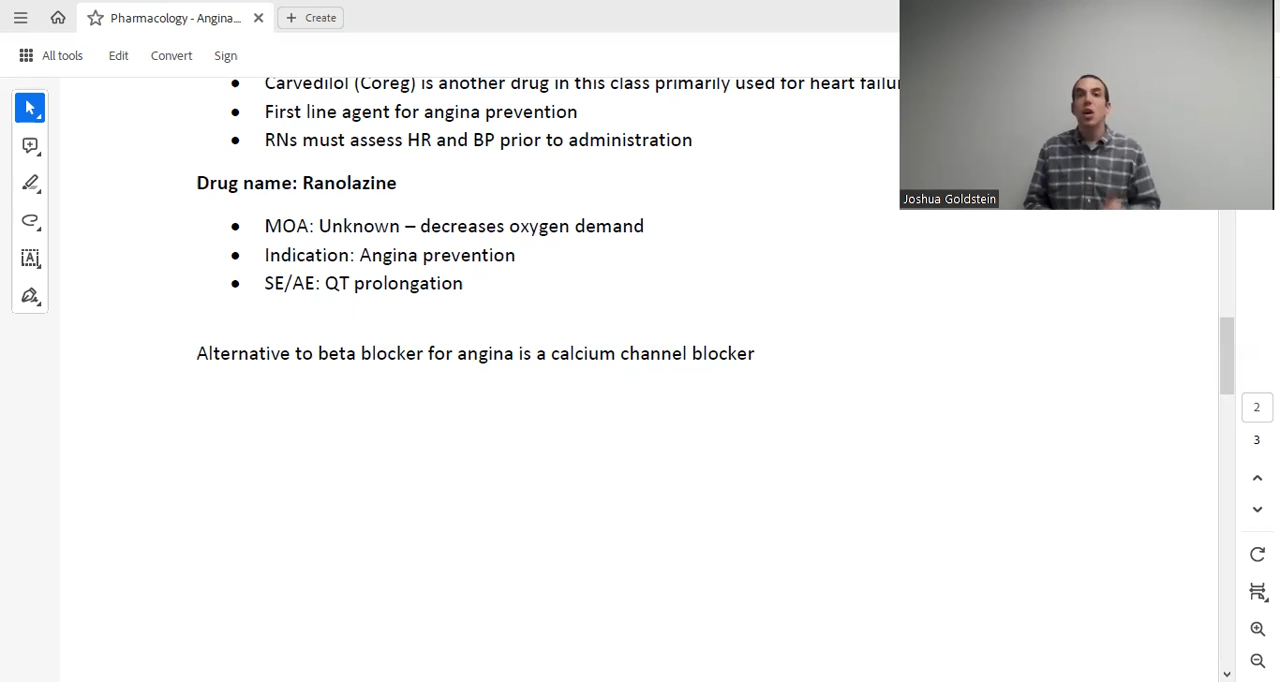 Pharmacology - Angina...
Create
All tools
Edit
Convert
Sign
Carvedilol (Coreg) is another drug in this class primarily used for heart
First line agent for angina prevention
RNs must assess HR and BP prior to administration
Drug name: Ranolazine
MOA: Unknown – decreases oxygen demand
Indication: Angina prevention
SE/AE: QT prolongation
Alternative to beta blocker for angina is a calcium channel blocker
Joshua Goldstein
2
3